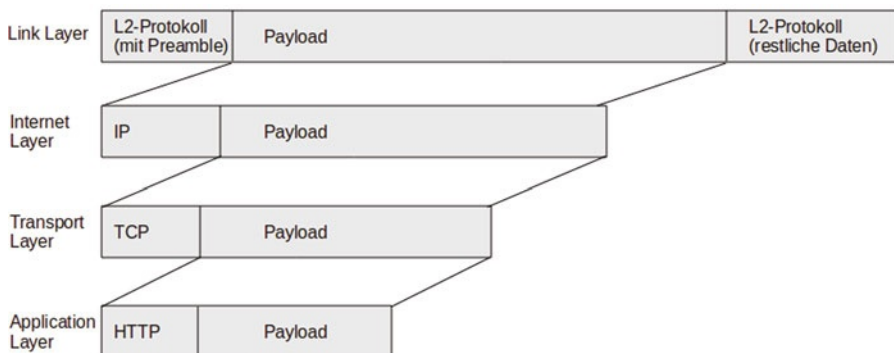 Link Layer
L2-Protokoll
(mit Preamble)
Payload
L2-Protokoll
(restliche Daten)
Internet
Layer
IP
Payload
Transport
Layer
TCP
Payload
Application
Layer
HTTP
Payload